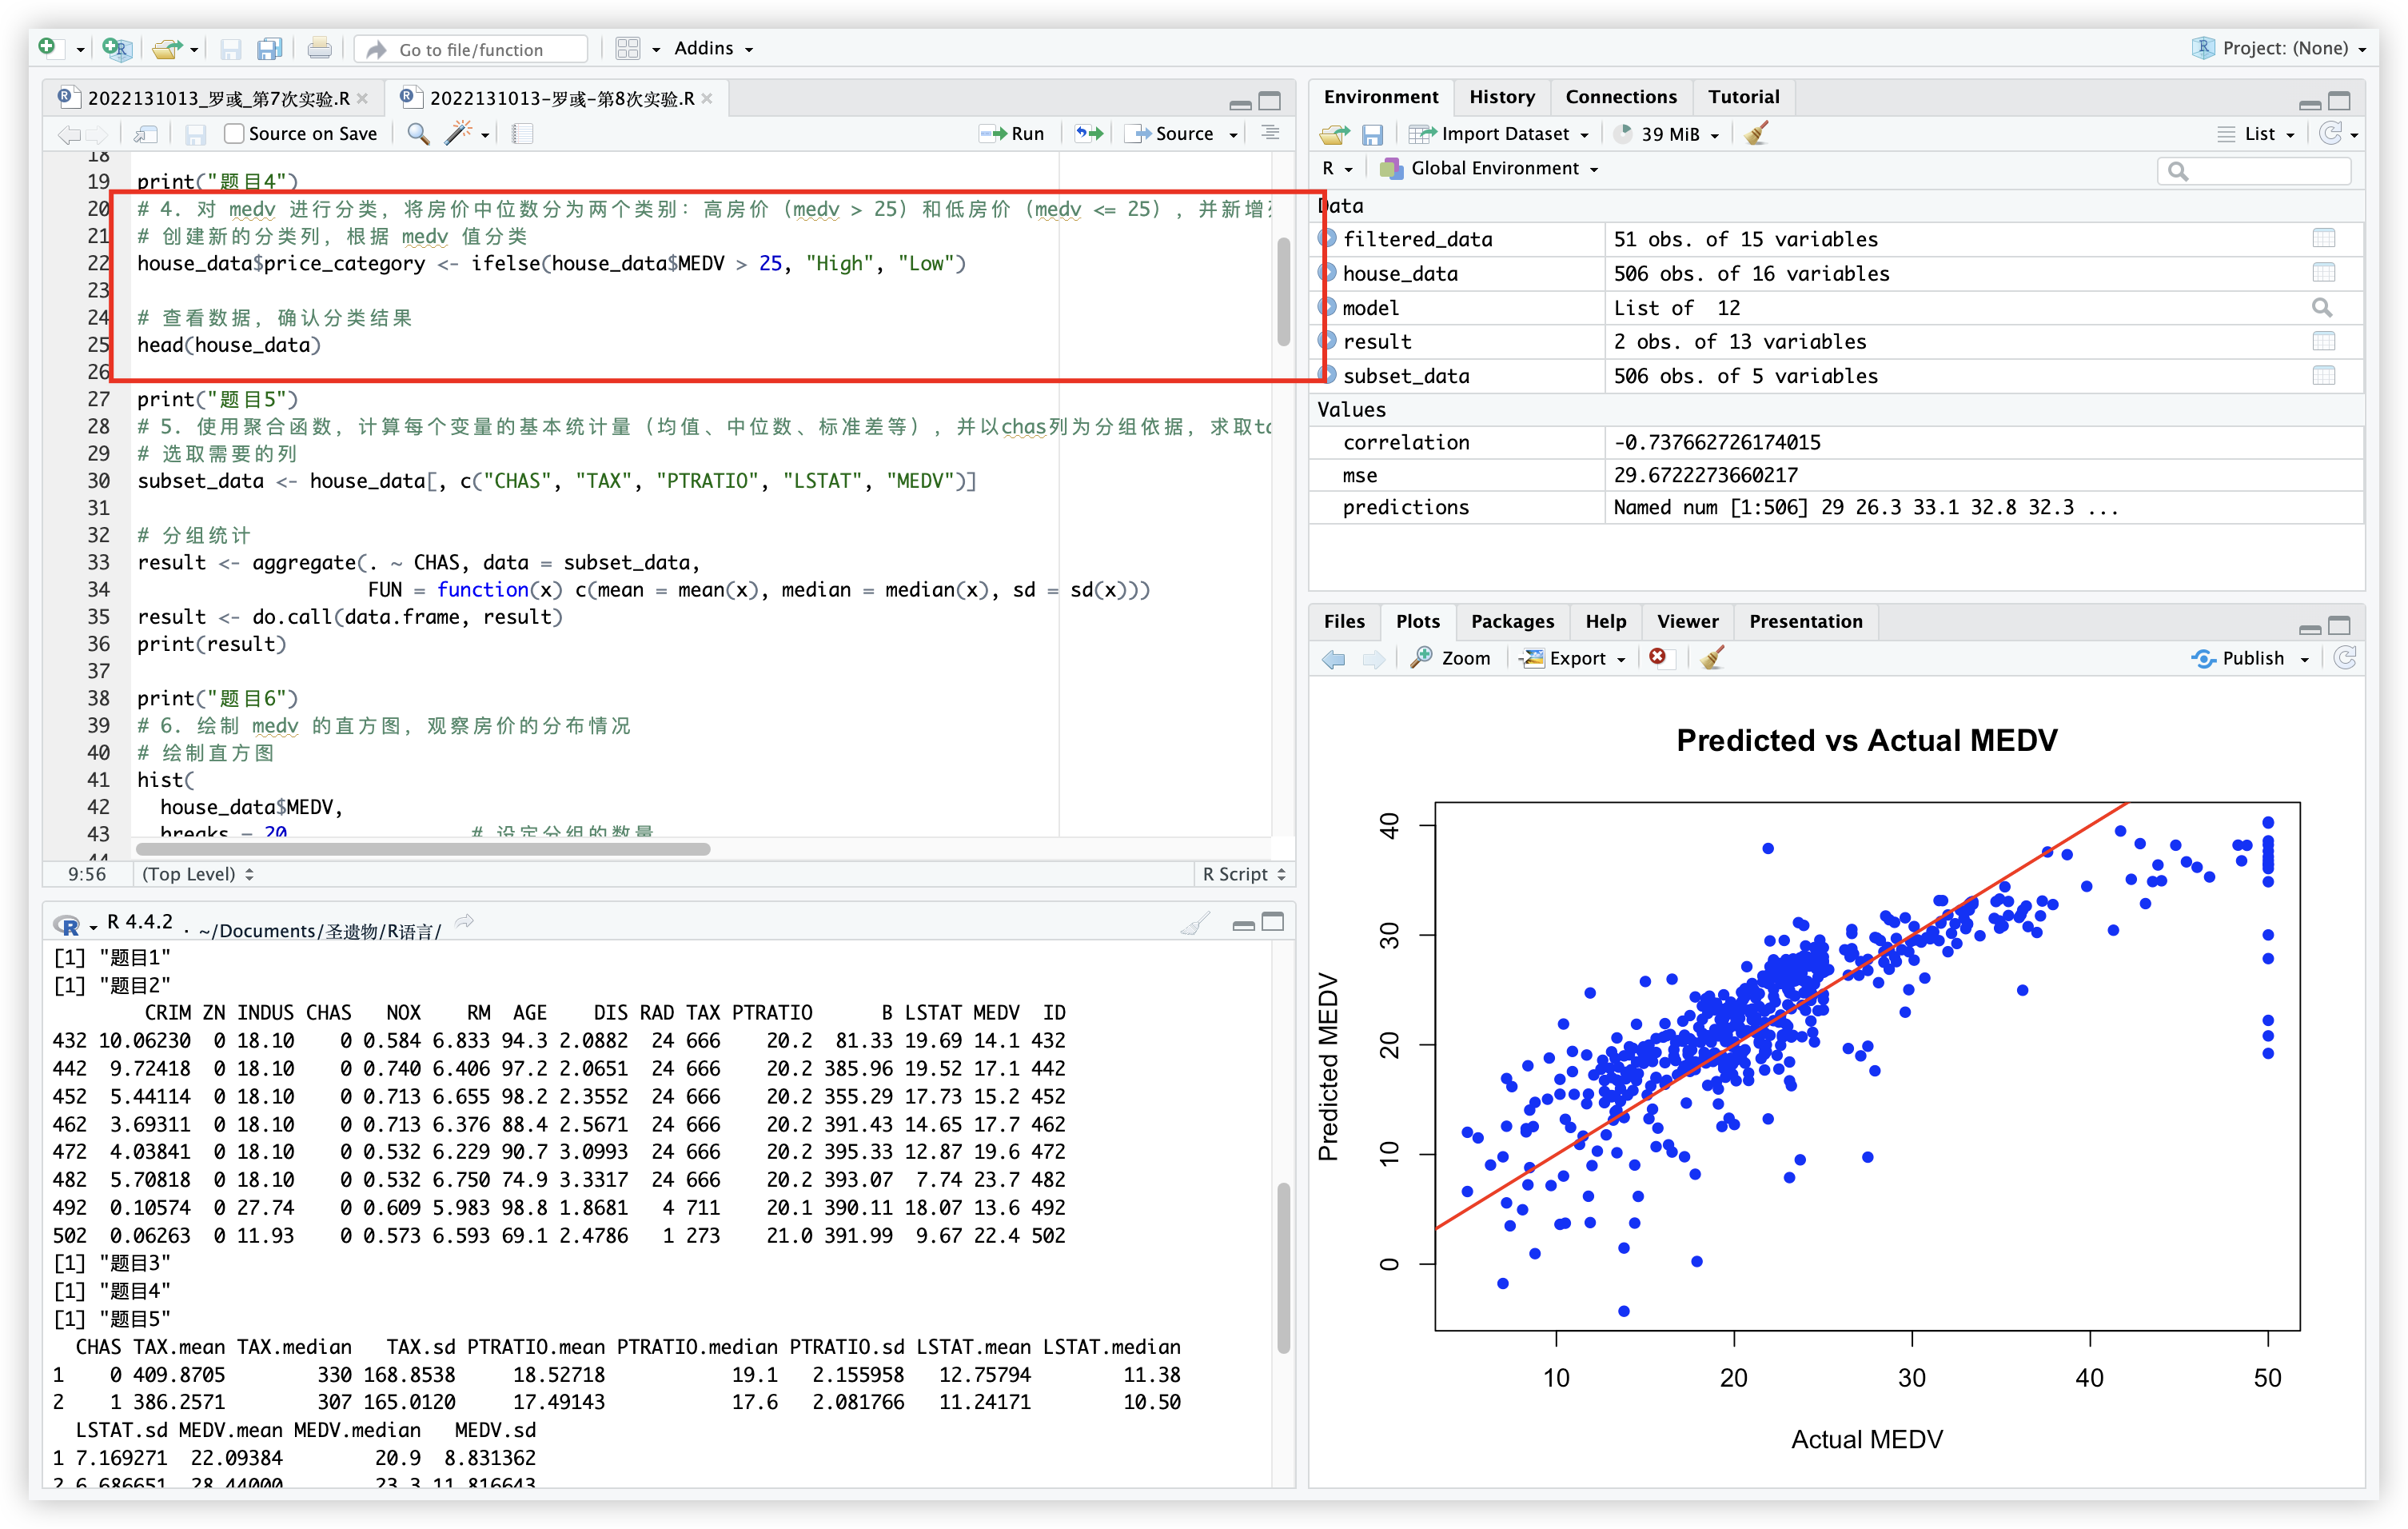 Go to file/function
Addins
Project: (None)
2022131013_罗彧_第7次实验.R
2022131013-罗彧-第8次实验.R
Source on Save
Run
Source
18
19 print("题目4")
20 # 4. 对 medv 进行分类，将房价中位数分为两个类别：高房价（medv > 25）和低房价（medv <= 25），并新增
21 # 创建新的分类列，根据 medv 值分类
22 house_data$price_category <- ifelse(house_data$MEDV > 25, "High", "Low")
23
24 # 查看数据，确认分类结果
25 head(house_data)
26
27 print("题目5")
28 # 5. 使用聚合函数，计算每个变量的基本统计量（均值、中位数、标准差等），并以chas列为分组依据，求取ta
29 # 选取需要的列
30 subset_data <- house_data[, c("CHAS", "TAX", "PTRATIO", "LSTAT", "MEDV")]
31
32 # 分组统计
33 result <- aggregate(. ~ CHAS, data = subset_data,
34 FUN = function(x) c(mean = mean(x), median = median(x), sd = sd(x)))
35 result <- do.call(data.frame, result)
36 print(result)
37
38 print("题目6")
39 # 6. 绘制 medv 的直方图，观察房价的分布情况
40 # 绘制直方图
41 hist(
42 house_data$MEDV,
43 breaks = 20 # 设定分组的数量
44
9:56 (Top Level) R Script
R 4.4.2 . ~/Documents/圣遗物/R语言/
[1] "题目1"
[1] "题目2"
CRIM ZN INDUS CHAS NOX RM AGE DIS RAD TAX PTRATIO B LSTAT MEDV ID
432 10.06230 0 18.10 0 0.584 6.833 94.3 2.0882 24 666 20.2 81.33 19.69 14.1 432
442 9.72418 0 18.10 0 0.740 6.406 97.2 2.0651 24 666 20.2 385.96 19.52 17.1 442
452 5.44114 0 18.10 0 0.713 6.655 98.2 2.3552 24 666 20.2 355.29 17.73 15.2 452
462 3.69311 0 18.10 0 0.713 6.376 88.4 2.5671 24 666 20.2 391.43 14.65 17.7 462
472 4.03841 0 18.10 0 0.532 6.229 90.7 3.0993 24 666 20.2 395.33 12.87 19.6 472
482 5.70818 0 18.10 0 0.532 6.750 74.9 3.3317 24 666 20.2 393.07 7.74 23.7 482
492 0.10574 0 27.74 0 0.609 5.983 98.8 1.8681 4 711 20.1 390.11 18.07 13.6 492
502 0.06263 0 11.93 0 0.573 6.593 69.1 2.4786 1 273 21.0 391.99 9.67 22.4 502
[1] "题目3"
[1] "题目4"
[1] "题目5"
CHAS TAX.mean TAX.median TAX.sd PTRATIO.mean PTRATIO.median PTRATIO.sd LSTAT.mean LSTAT.median
1 0 409.8705 330 168.8538 18.52718 19.1 2.155958 12.75794 11.38
2 1 386.2571 307 165.0120 17.49143 17.6 2.081766 11.24171 10.50
LSTAT.sd MEDV.mean MEDV.median MEDV.sd
1 7.169271 22.09384 20.9 8.831362
2 6.686651 28.44000 23.3 11.816643
Environment History Connections Tutorial
Import Dataset 39 MiB List
R Global Environment
Data
filtered_data 51 obs. of 15 variables
house_data 506 obs. of 16 variables
model List of 12
result 2 obs. of 13 variables
subset_data 506 obs. of 5 variables
Values
correlation -0.737662726174015
mse 29.6722273660217
predictions Named num [1:506] 29 26.3 33.1 32.8 32.3 ...
Files Plots Packages Help Viewer Presentation
Zoom Export Publish
Predicted vs Actual MEDV
Predicted MEDV
40
30
20
10
0
10 20 30 40 50
Actual MEDV